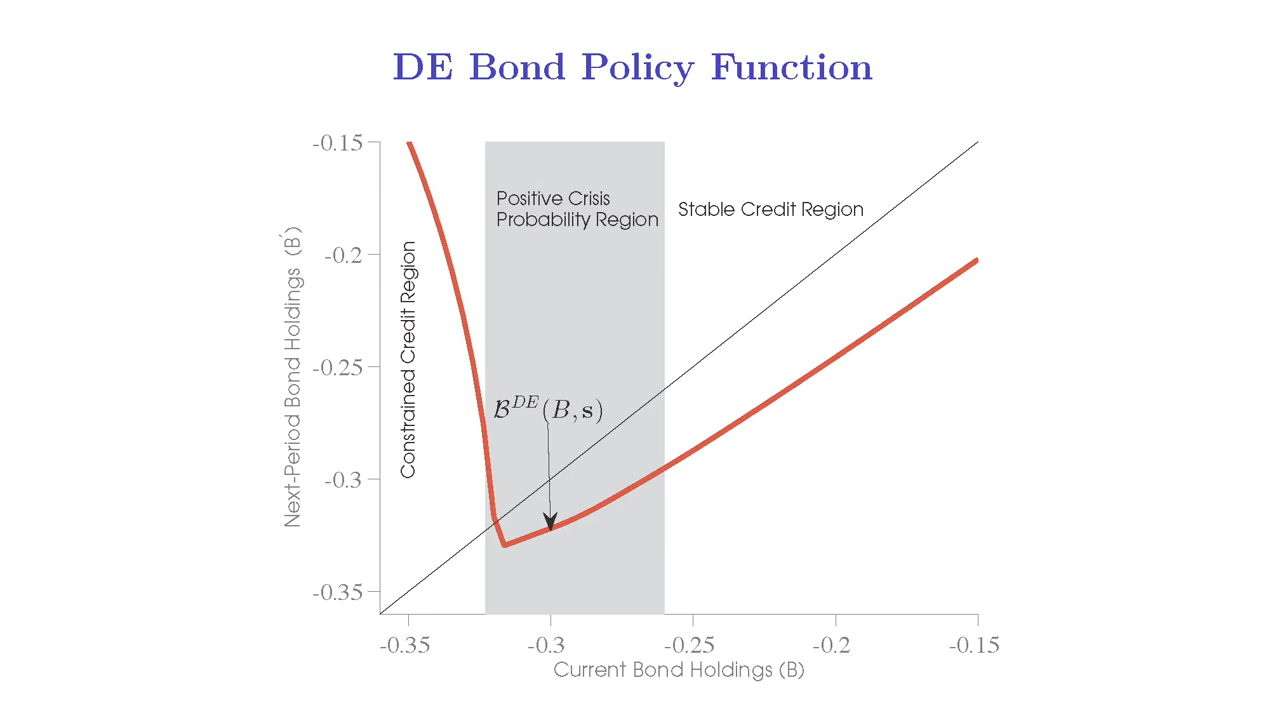 DE Bond Policy Function
-0.15
-0.2
-0.25
-0.3
-0.35
Next-Period Bond Holdings (B′)
Constrained Credit Region
Positive Crisis
Probability Region
Stable Credit Region
𝓑^{DE}(B, s)
-0.35
-0.3
-0.25
-0.2
-0.15
Current Bond Holdings (B)